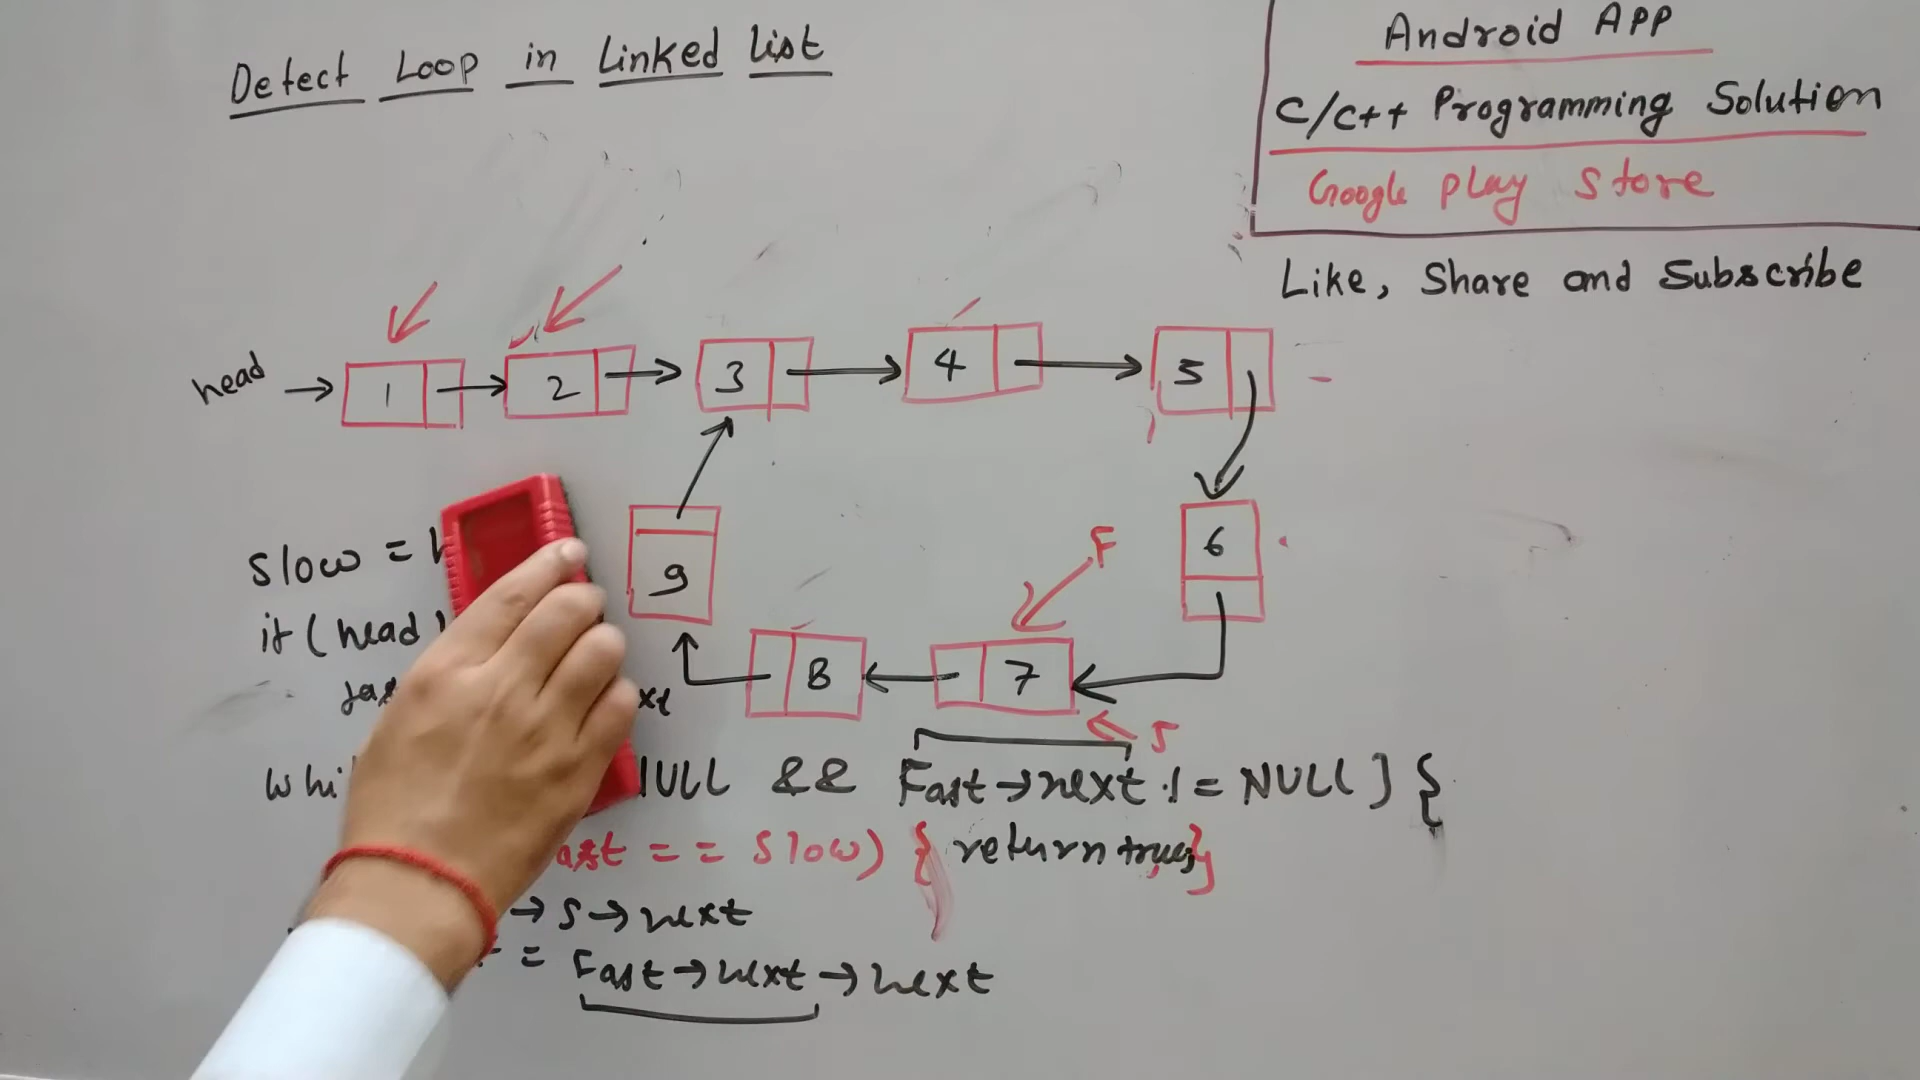 Detect Loop in Linked List
Android APP
C/C++ Programming Solution
Google Play Store
Like, Share and Subscribe
head → 1 → 2 → 3 → 4 → 5
9 F 6
8 7
S
slow =
if (head
xt
whi NULL && Fast→next != NULL ) {
ast == Slow) { return true; }
→ S→next
= Fast→next→next